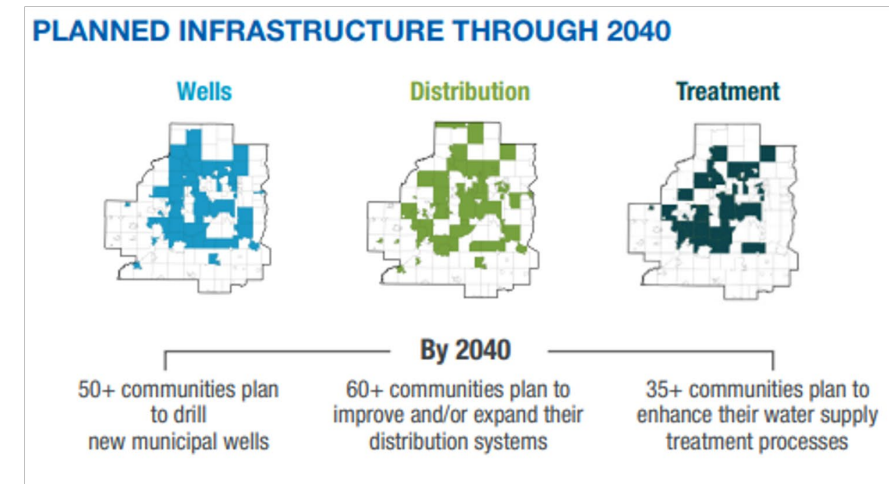 PLANNED INFRASTRUCTURE THROUGH 2040
Wells
Distribution
Treatment
By 2040
50+ communities plan
to drill
new municipal wells
60+ communities plan to
improve and/or expand their
distribution systems
35+ communities plan to
enhance their water supply
treatment processes